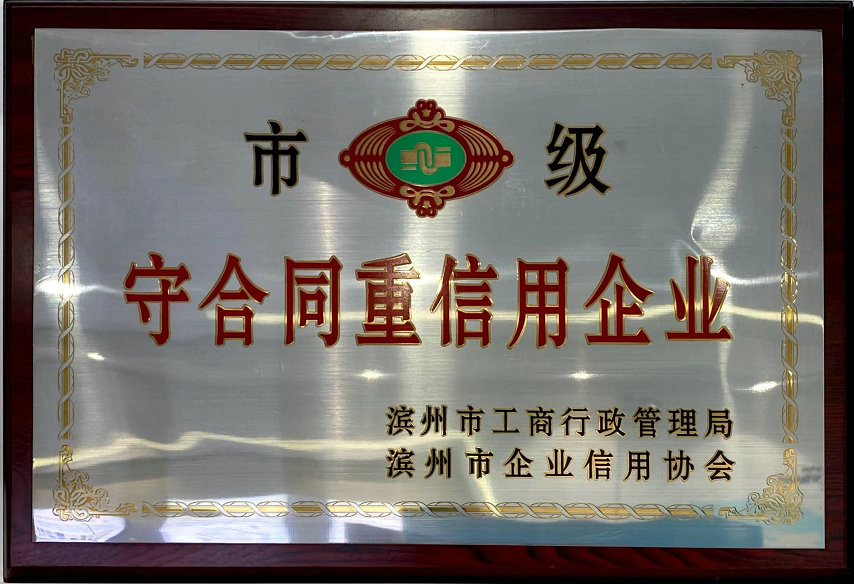 市 级
守合同重信用企业
滨州市工商行政管理局
滨州市企业信用协会